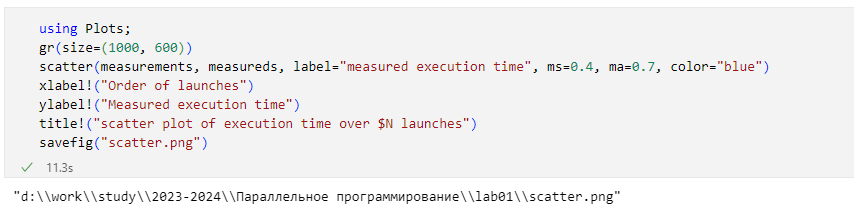 using Plots;
gr(size=(1000, 600))
scatter(measurements, measureds, label="measured execution time", ms=0.4, ma=0.7, color="blue")
xlabel!("Order of launches")
ylabel!("Measured execution time")
title!("scatter plot of execution time over $N launches")
savefig("scatter.png")
11.3s
"d:\\work\\study\\2023-2024\\Параллельное программирование\\lab01\\scatter.png"